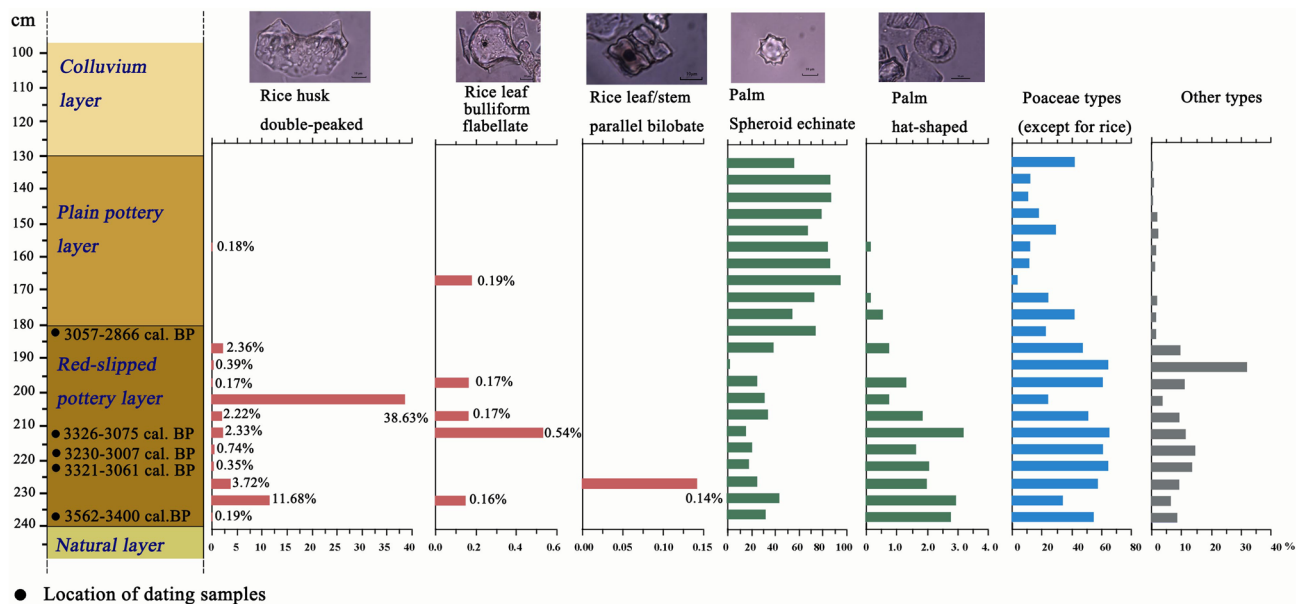 cm
100
110
120
130
140
150
160
170
180
190
200
210
220
230
240
Colluvium
layer
Plain pottery
layer
3057-2866 cal. BP
Red-slipped
pottery layer
3326-3075 cal. BP
3230-3007 cal. BP
3321-3061 cal. BP
3562-3400 cal.BP
Natural layer
Rice husk
double-peaked
0.18%
2.36%
0.39%
0.17%
38.63%
2.22%
2.33%
0.74%
0.35%
3.72%
11.68%
0.19%
0 5 10 15 20 25 30 35 40
Rice leaf
bulliform
flabellate
0.19%
0.17%
0.17%
0.54%
0.16%
0.0 0.2 0.4 0.6
Rice leaf/stem
parallel bilobate
0.14%
0.00 0.05 0.10 0.15
Palm
Spheroid echinate
0 20 40 60 80 100
Palm
hat-shaped
0 1.0 2.0 3.0 4.0
Poaceae types
(except for rice)
0 20 40 60 80
Other types
0 10 20 30 40 %
Location of dating samples